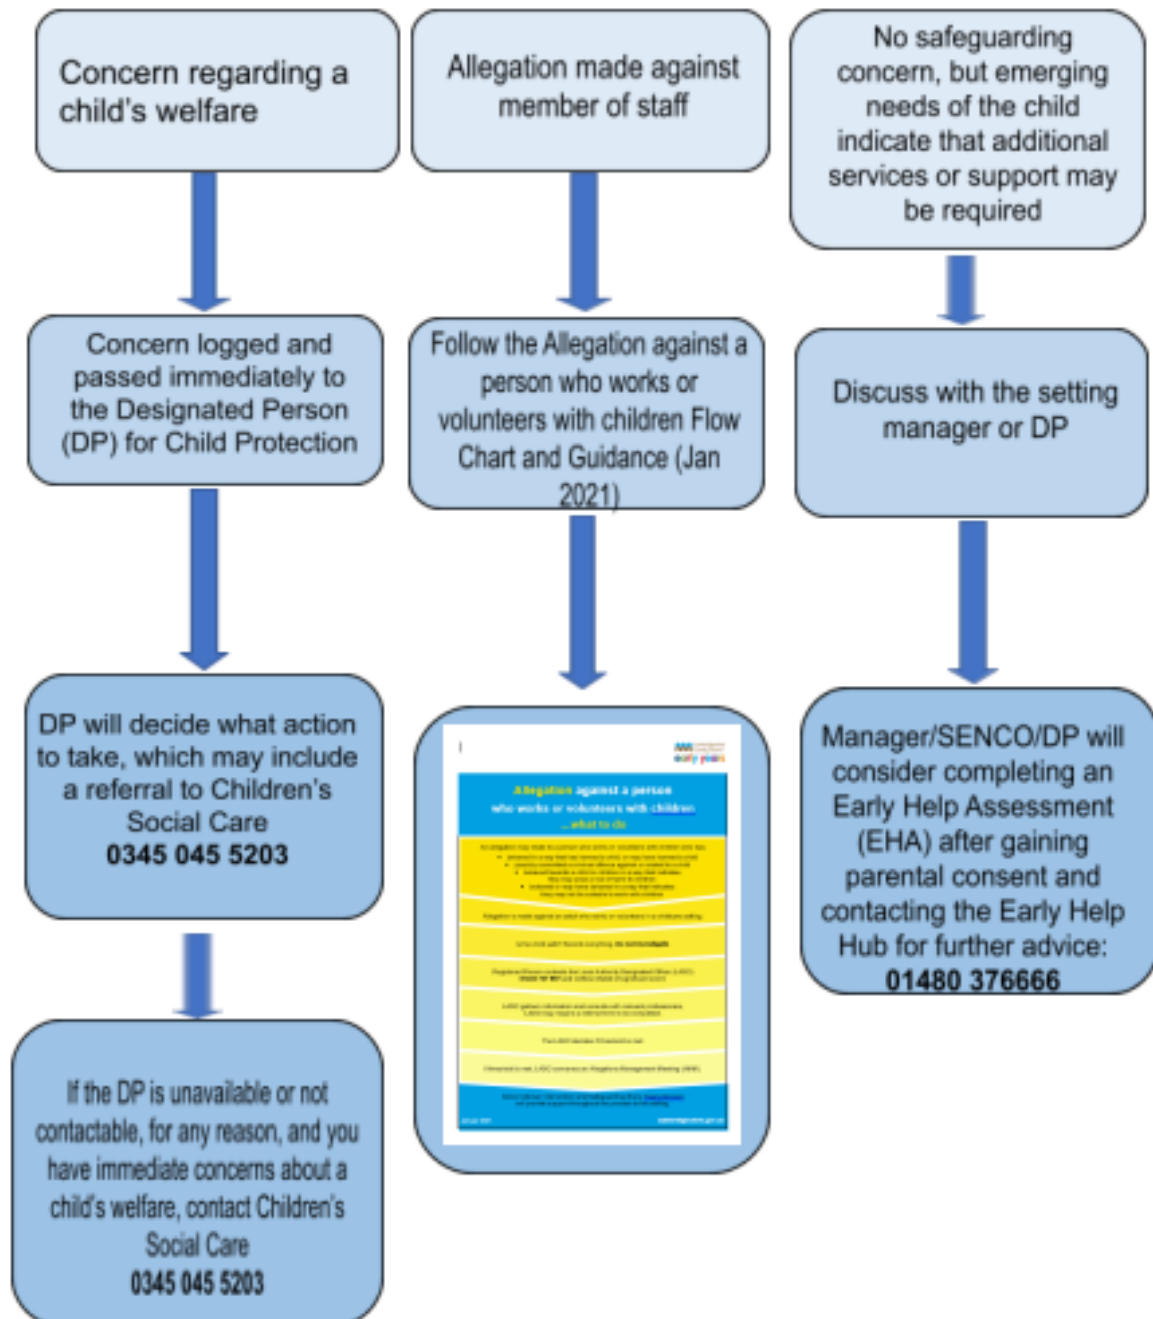 Concern regarding a
child's welfare
Concern logged and
passed immediately to
the Designated Person
(DP) for Child Protection
DP will decide what action
to take, which may include
a referral to Children's
Social Care
0345 045 5203
If the DP is unavailable or not
contactable, for any reason, and you
have immediate concerns about a
child's welfare, contact Children's
Social Care
0345 045 5203
Allegation made against
member of staff
Follow the Allegation against a
person who works or
volunteers with children Flow
Chart and Guidance (Jan
2021)
early years
Allegation against a person
who works or volunteers with children
...what to do
No safeguarding
concern, but emerging
needs of the child
indicate that additional
services or support may
be required
Discuss with the setting
manager or DP
Manager/SENCO/DP will
consider completing an
Early Help Assessment
(EHA) after gaining
parental consent and
contacting the Early Help
Hub for further advice:
01480 376666